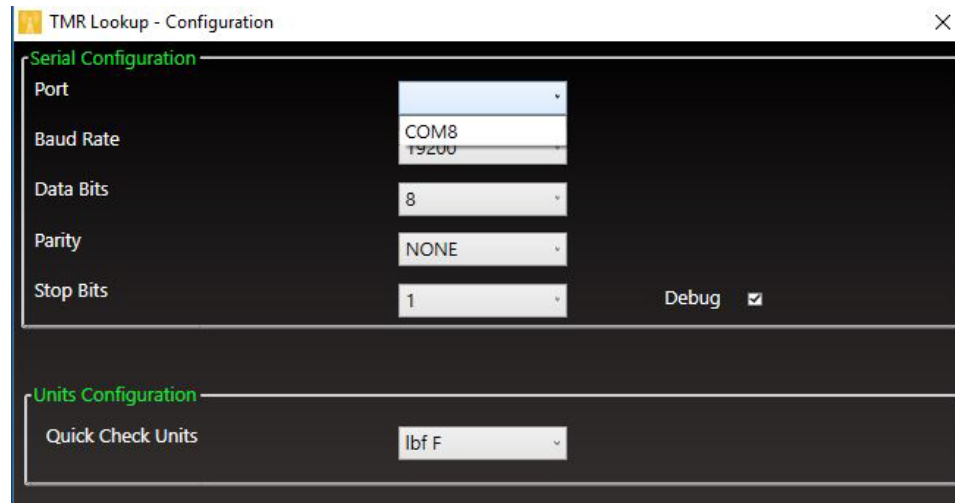 TMR Lookup - Configuration
Serial Configuration
Port
COM8
Baud Rate
19200
Data Bits
8
Parity
NONE
Stop Bits
1
Debug
Units Configuration
Quick Check Units
lbf F